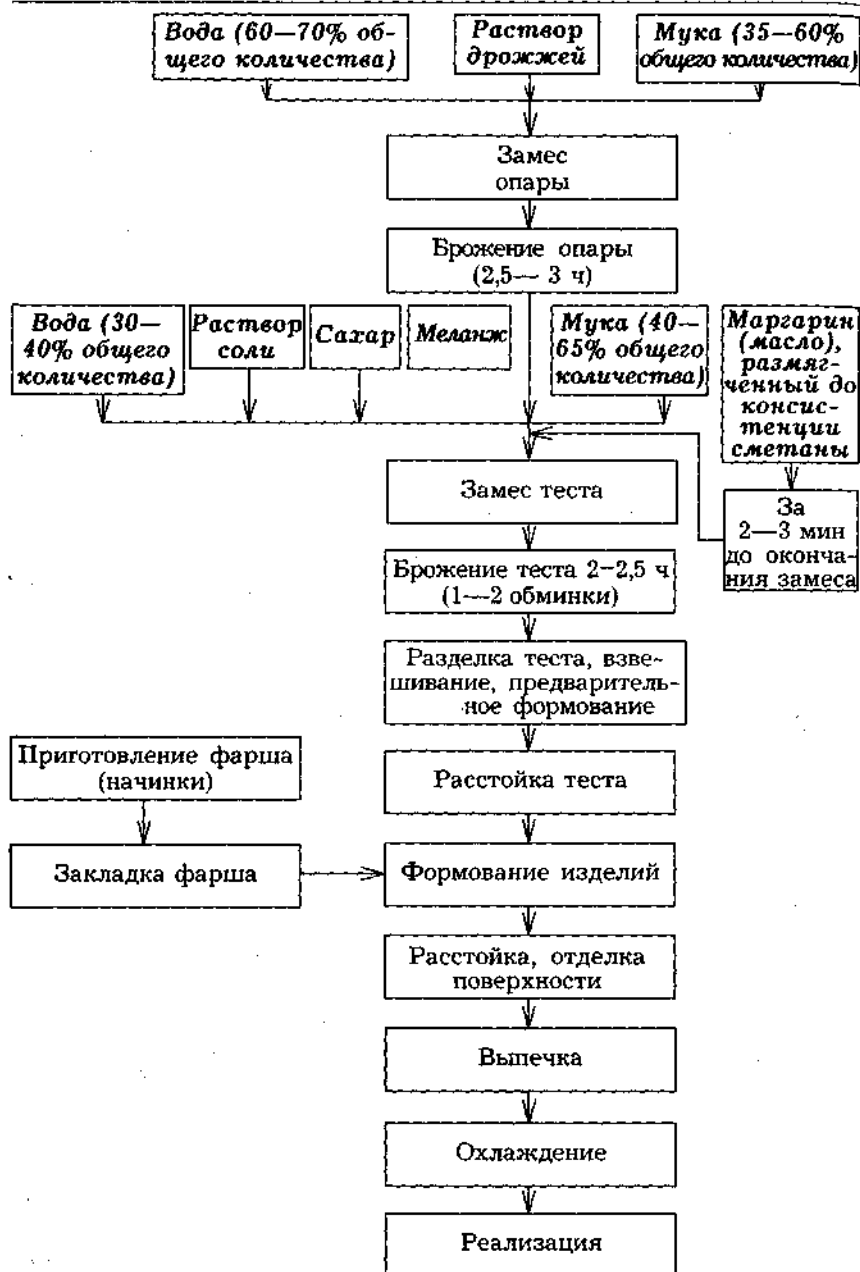 Вода (60—70% об-
щего количества)
Раствор
дрожжей
Мука (35—60%
общего количества)
Замес
опары
Брожение опары
(2,5— 3 ч)
Вода (30—
40% общего
количества)
Раствор
соли
Сахар
Меланж
Мука (40—
65% общего
количества)
Маргарин
(масло),
размяг-
ченный до
консис-
тенции
сметаны
Замес теста
За
2—3 мин
до оконча-
ния замеса
Брожение теста 2—2,5 ч
(1—2 обминки)
Разделка теста, взве-
шивание, предваритель-
ное формование
Приготовление фарша
(начинки)
Расстойка теста
Закладка фарша
Формование изделий
Расстойка, отделка
поверхности
Выпечка
Охлаждение
Реализация